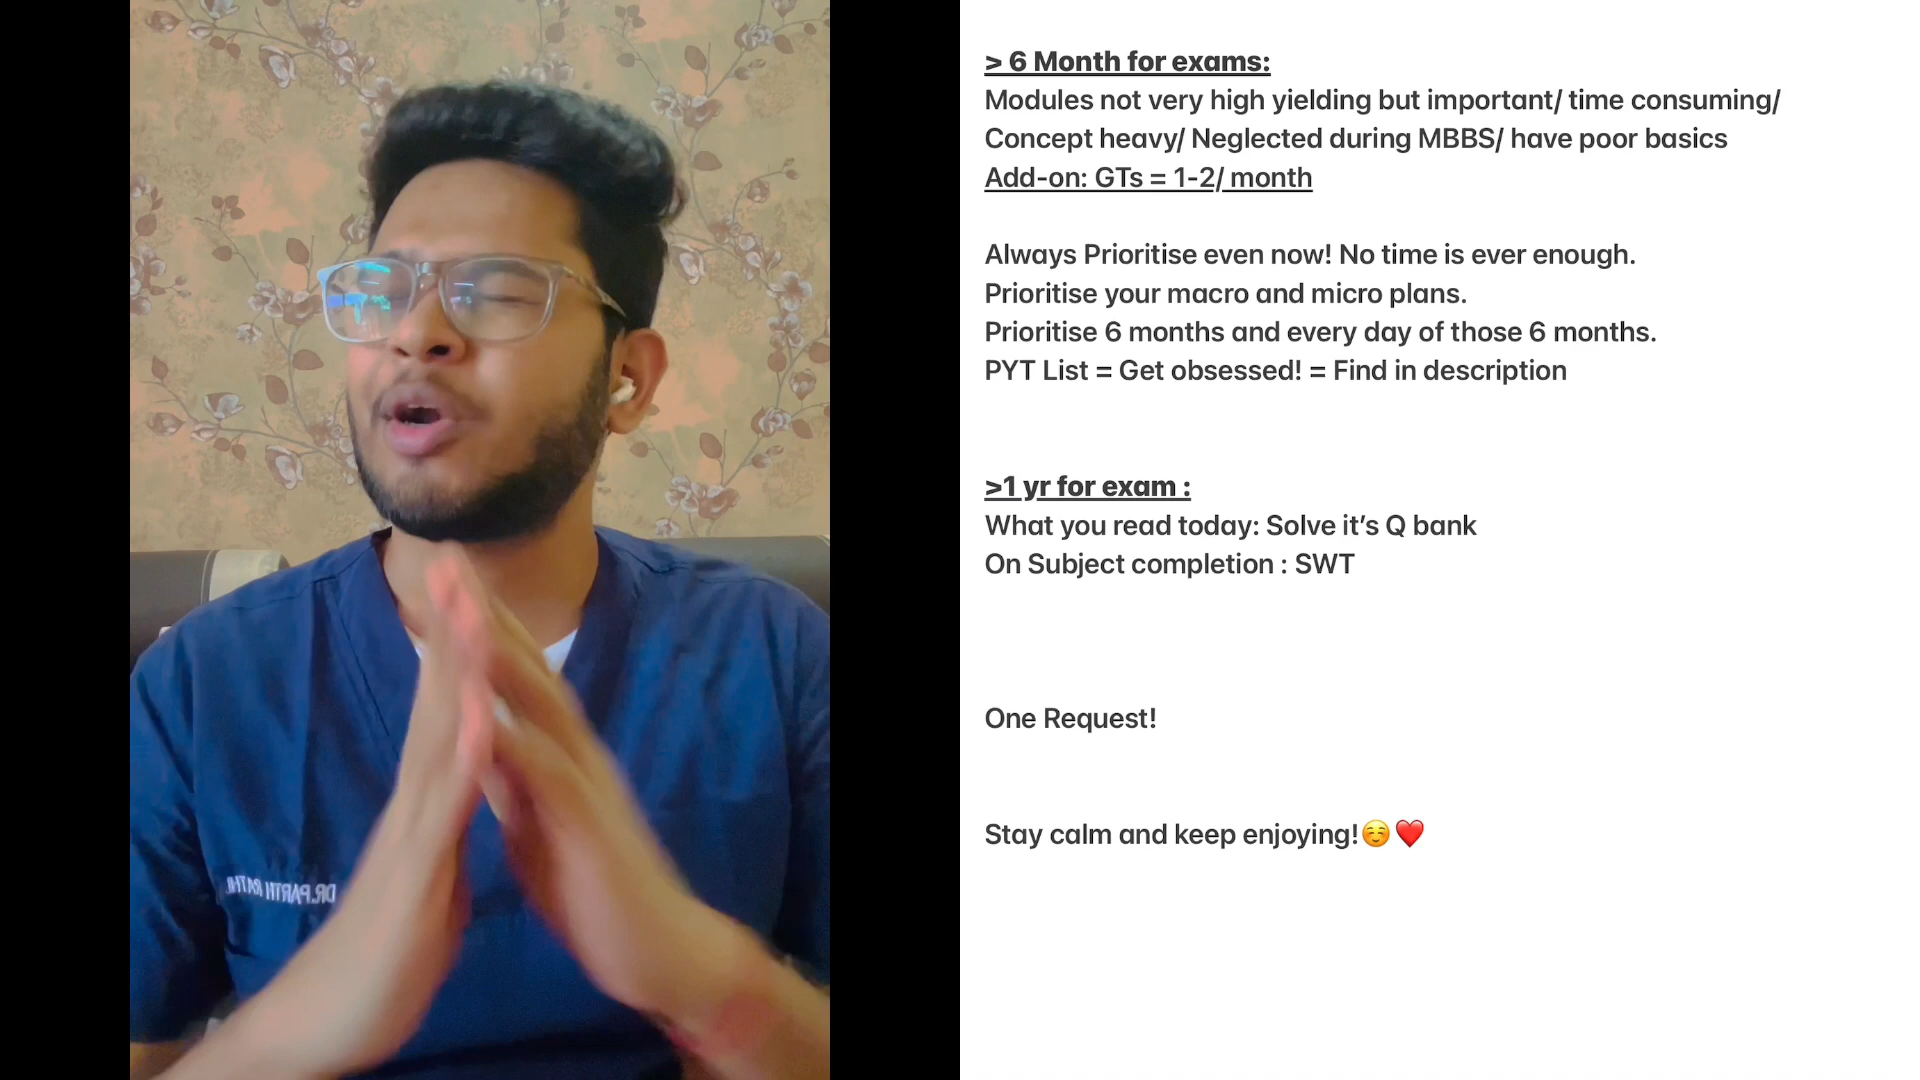 > 6 Month for exams:
Modules not very high yielding but important/ time consuming/
Concept heavy/ Neglected during MBBS/ have poor basics
Add-on: GTs = 1-2/ month
Always Prioritise even now! No time is ever enough.
Prioritise your macro and micro plans.
Prioritise 6 months and every day of those 6 months.
PYT List = Get obsessed! = Find in description
>1 yr for exam :
What you read today: Solve it’s Q bank
On Subject completion : SWT
One Request!
Stay calm and keep enjoying!☺️❤️
DR.PARTH RATHI